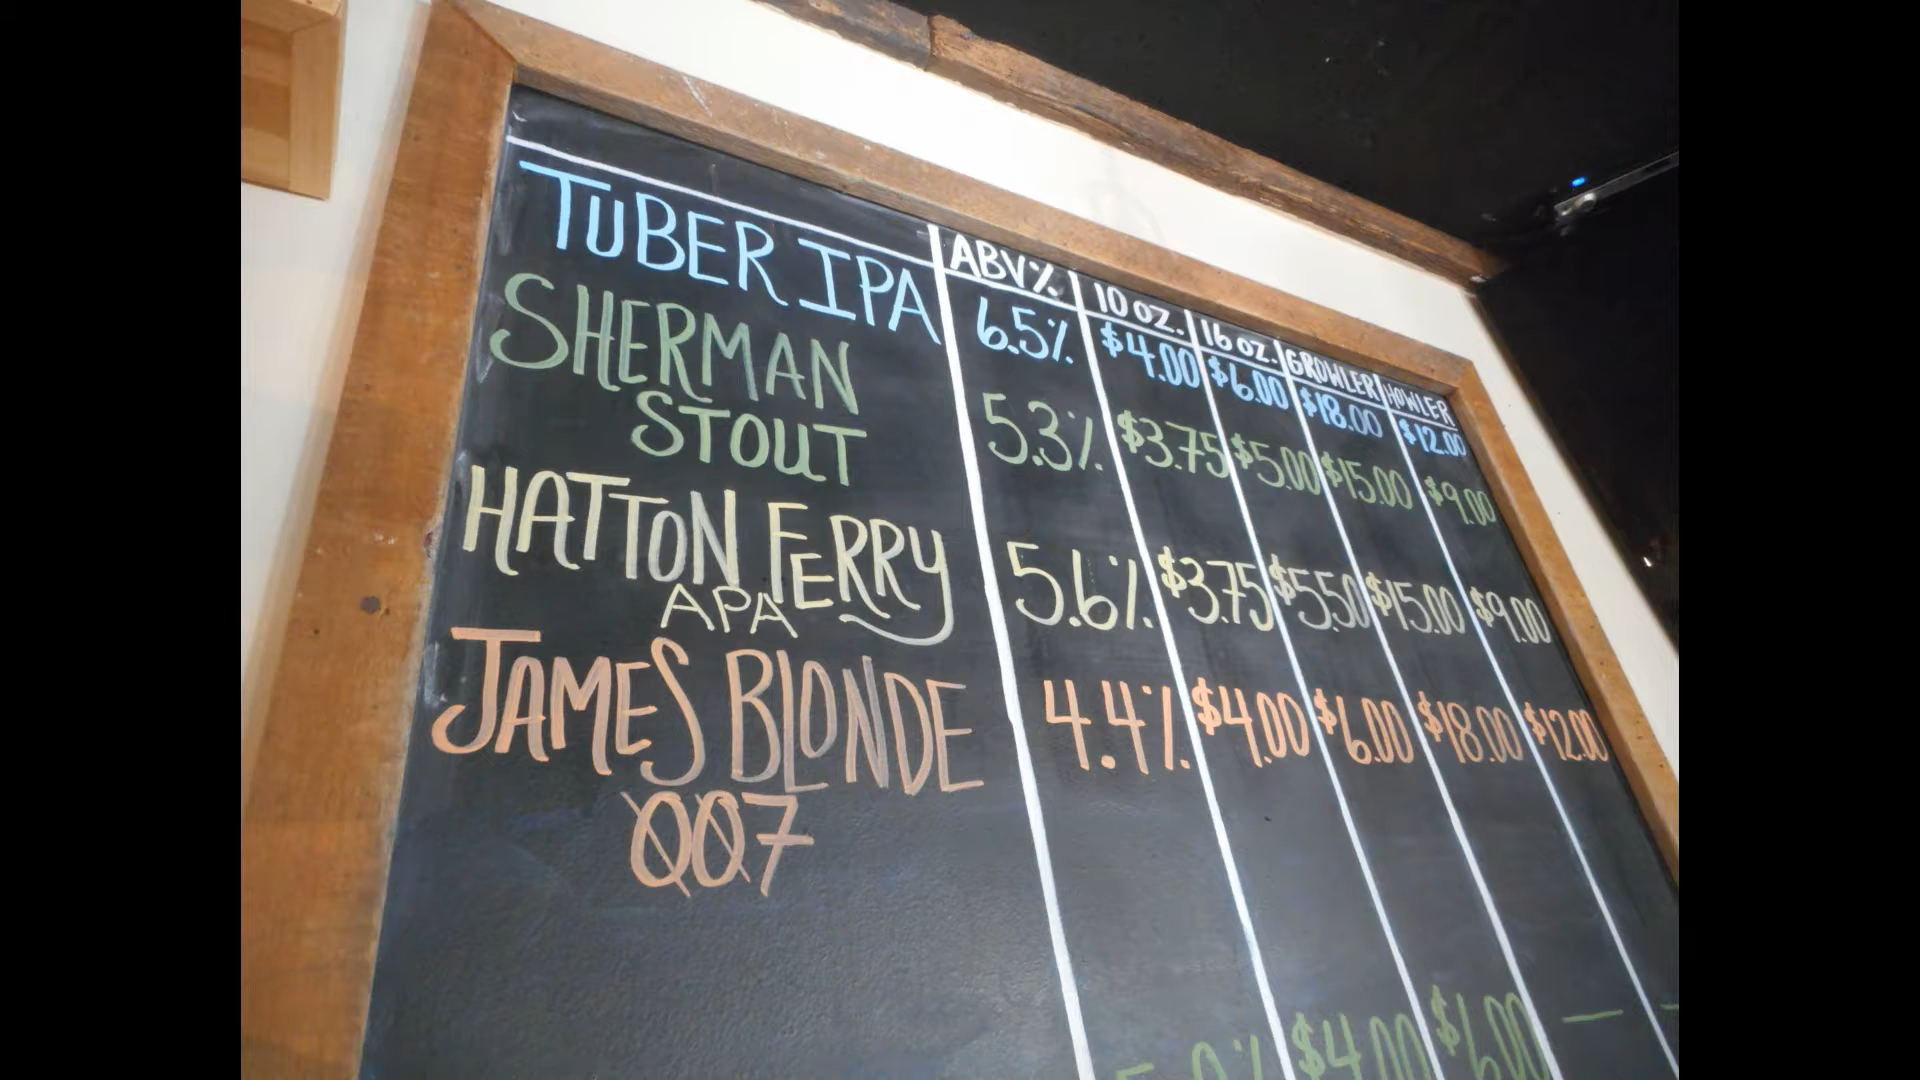 ABV% 10 oz. 16 oz. GROWLER HOWLER
TUBER IPA 6.5% $4.00 $6.00 $18.00 $12.00
SHERMAN
STOUT 5.3% $3.75 $5.00 $15.00 $9.00
HATTON FERRY
APA 5.6% $3.75 $5.50 $15.00 $9.00
JAMES BLONDE 4.4% $4.00 $6.00 $18.00 $12.00
007
$4.00 $6.00 — —